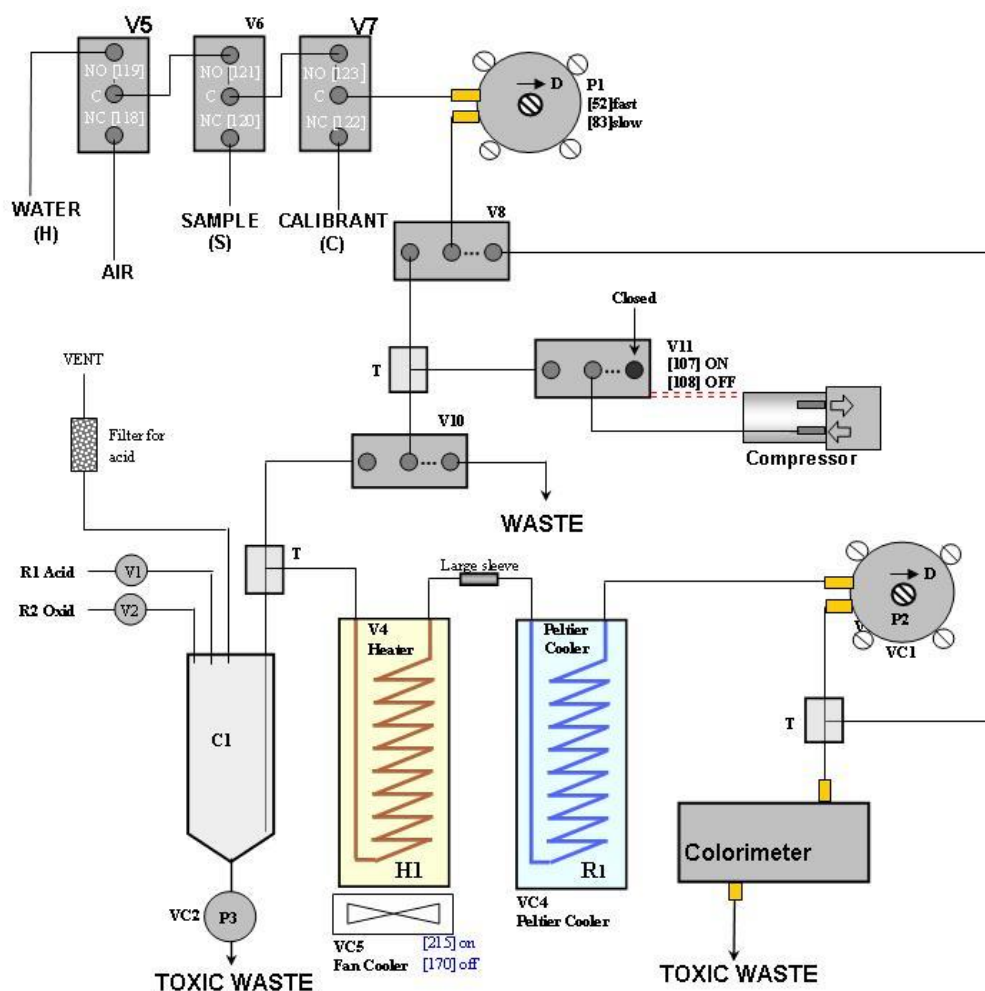 V5
V6
V7
NO [119]
C
NC [118]
NO [121]
C
NC [120]
NO [123]
C
NC [122]
D
P1
[52]fast
[83]slow
WATER
(H)
AIR
SAMPLE
(S)
CALIBRANT
(C)
V8
Closed
V11
[107] ON
[108] OFF
T
Compressor
VENT
Filter for
acid
V10
WASTE
T
R1 Acid
V1
R2 Oxid
V2
Large sleeve
V4
Heater
Peltier
Cooler
D
P2
VC1
T
C1
H1
R1
Colorimeter
VC2
P3
VC5
Fan Cooler
[215] on
[170] off
VC4
Peltier Cooler
TOXIC WASTE
TOXIC WASTE